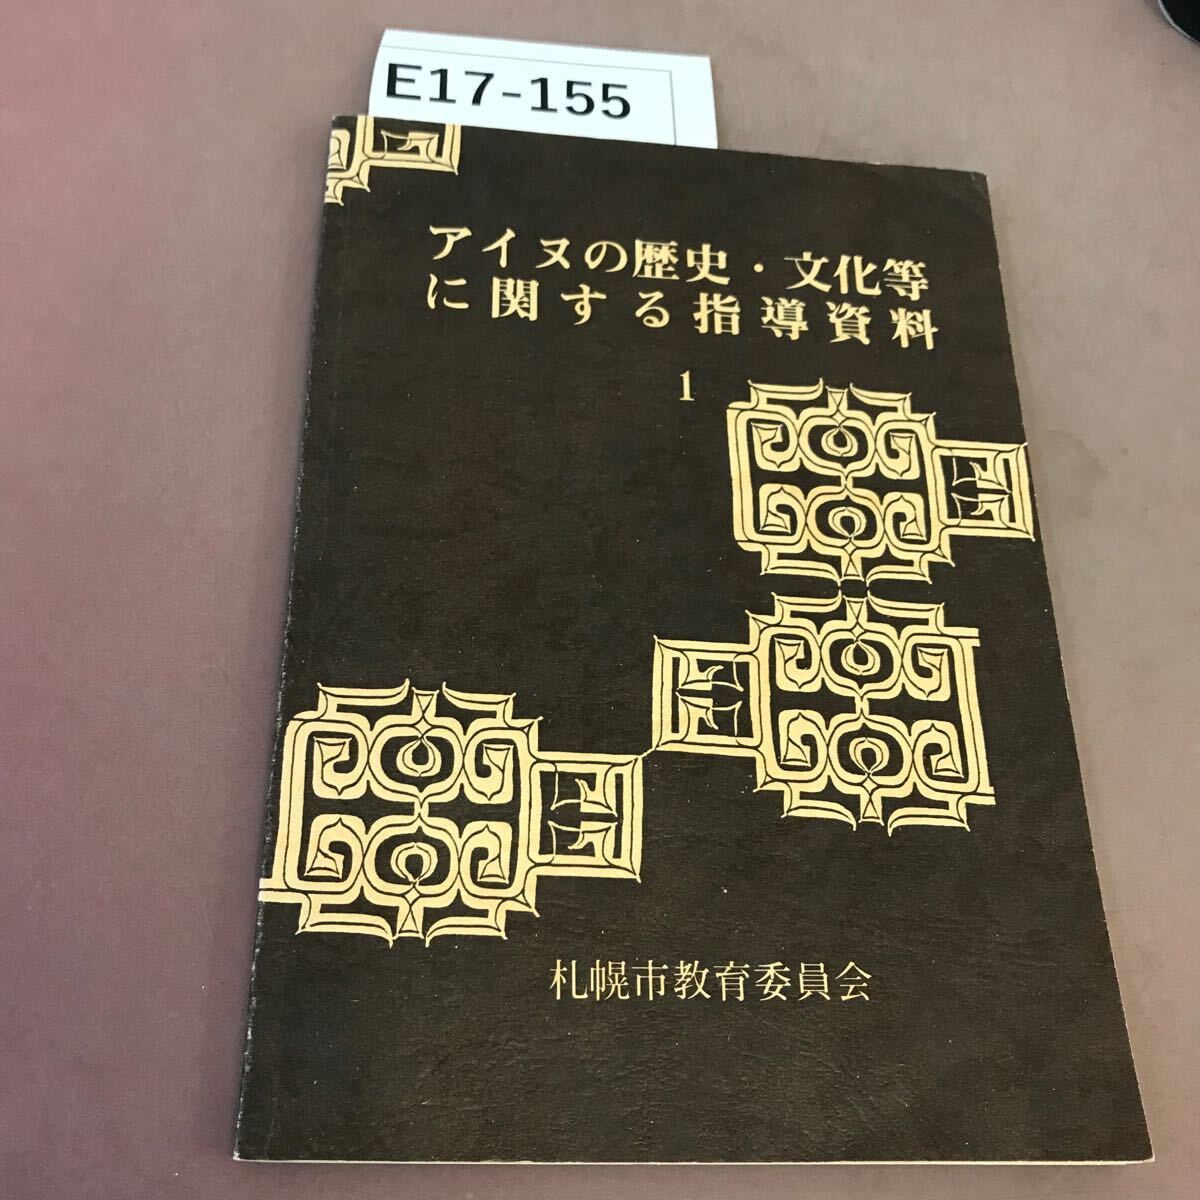 E17-155
アイヌの歴史・文化等
に関する指導資料
1
札幌市教育委員会